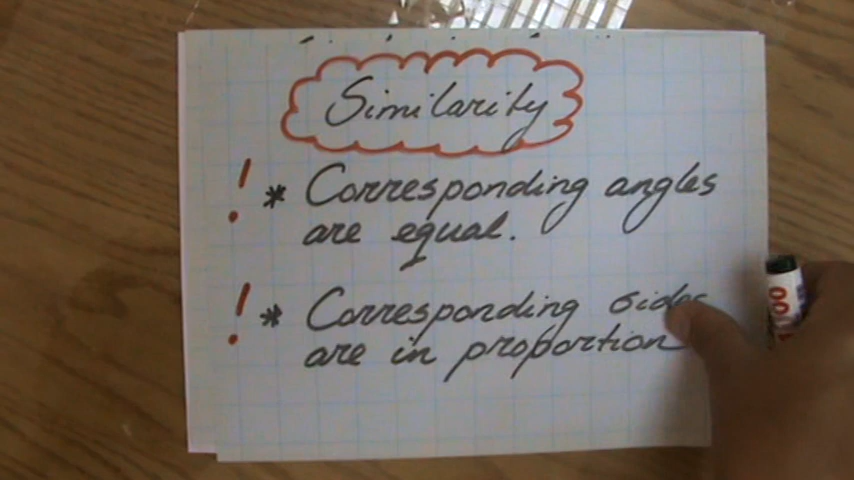 Similarity
! * Corresponding angles
are equal.
! * Corresponding sides
are in proportion